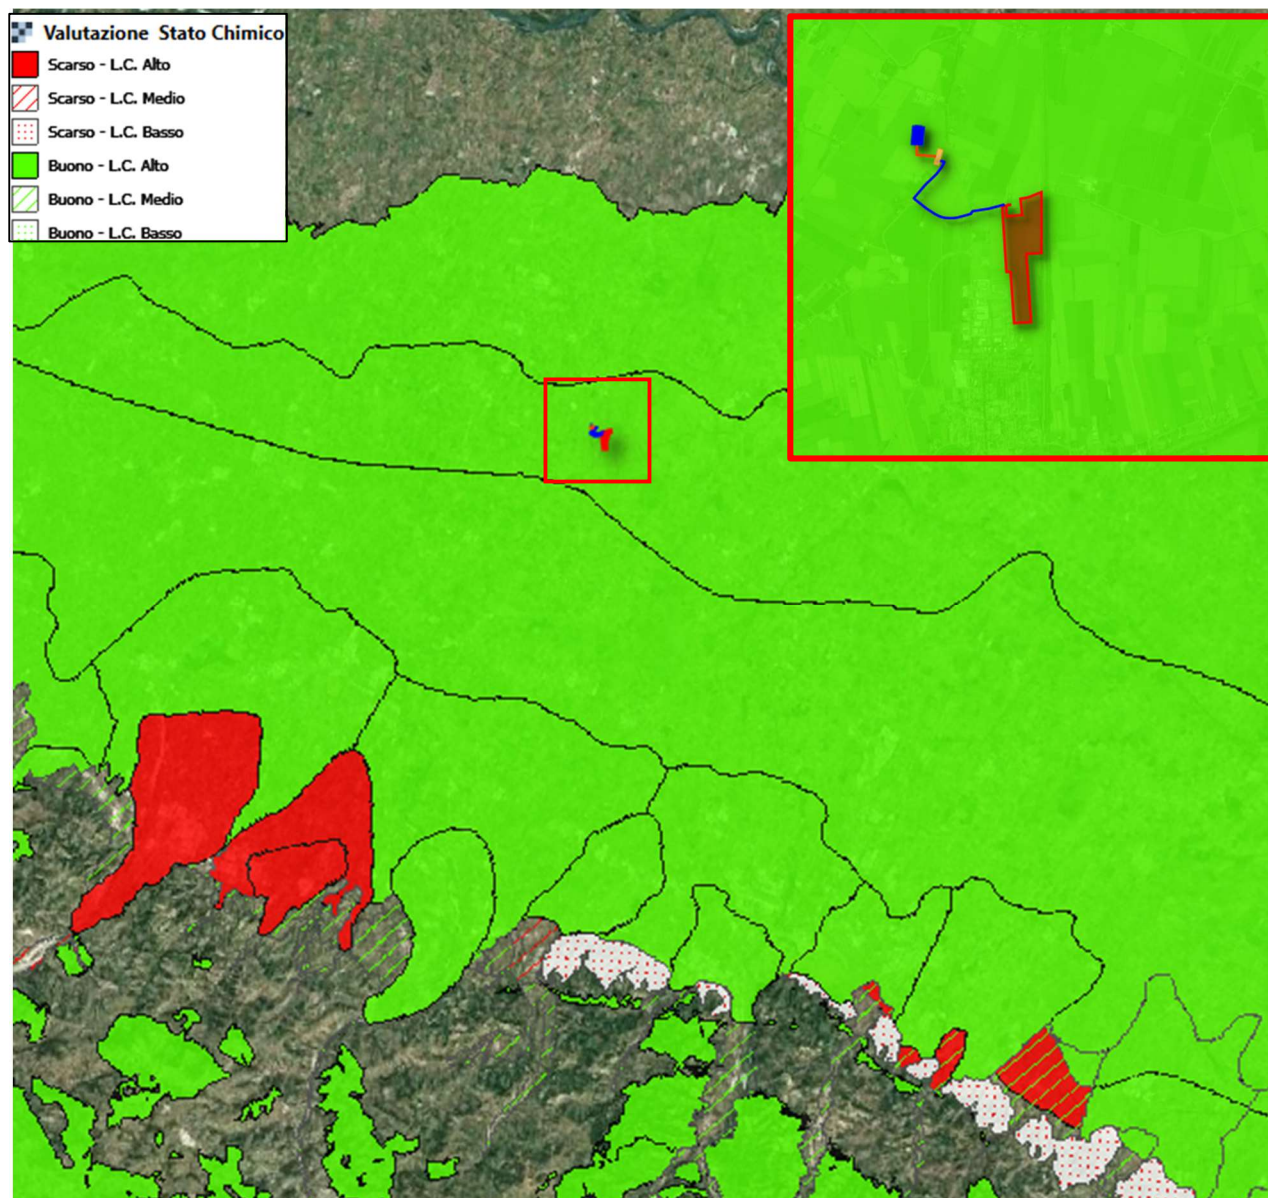 Valutazione Stato Chimico
Scarso - L.C. Alto
Scarso - L.C. Medio
Scarso - L.C. Basso
Buono - L.C. Alto
Buono - L.C. Medio
Buono - L.C. Basso